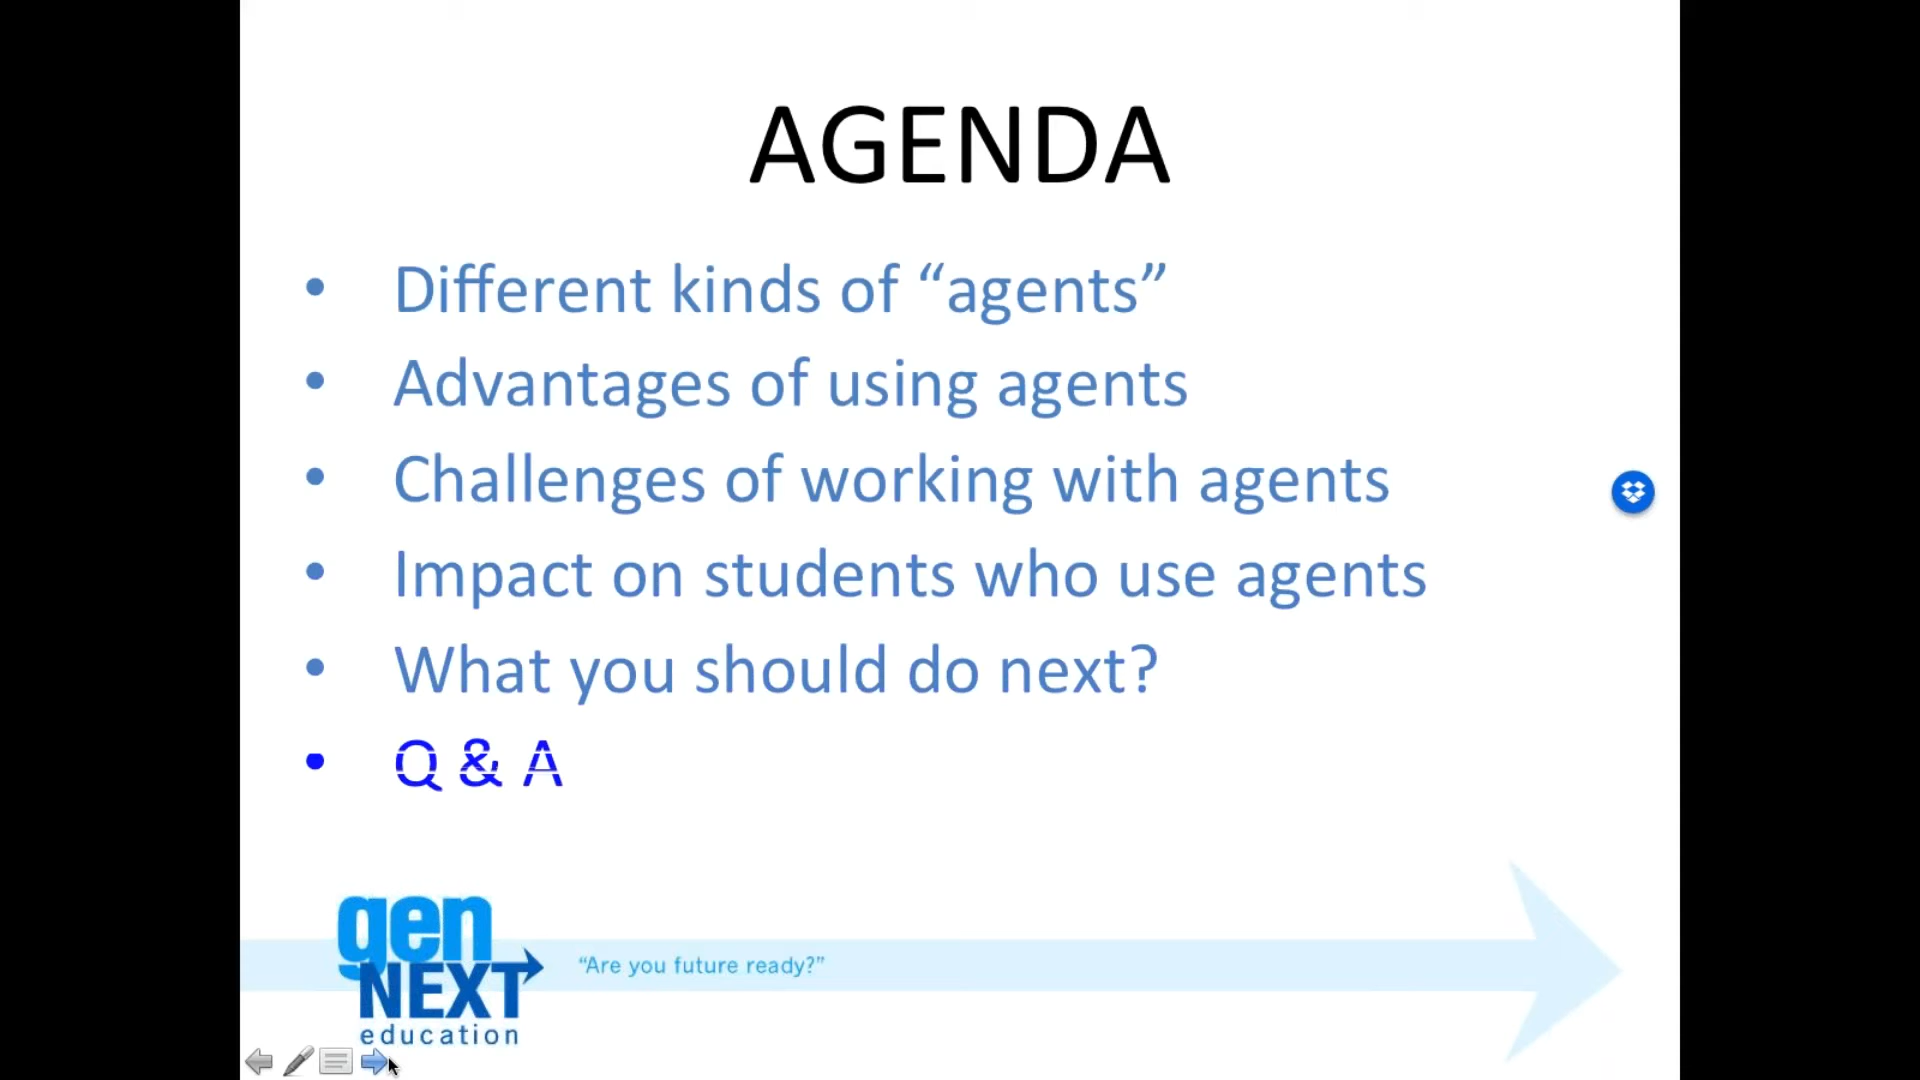 AGENDA
• Different kinds of “agents”
• Advantages of using agents
• Challenges of working with agents
• Impact on students who use agents
• What you should do next?
• Q & A
gen
NEXT
education
“Are you future ready?”